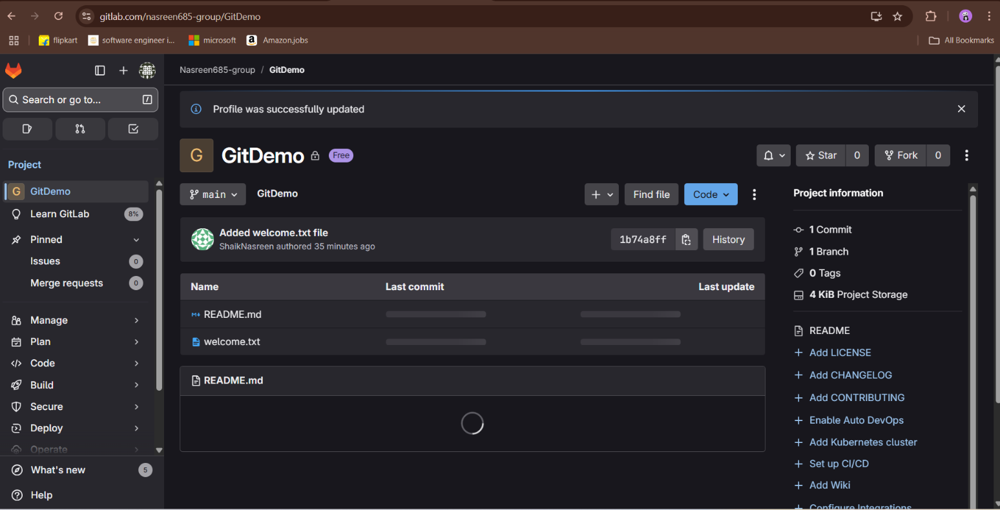 gitlab.com/nasreen685-group/GitDemo
flipkart
software engineer i...
microsoft
a
Amazon.jobs
All Bookmarks
Nasreen685-group / GitDemo
Search or go to...
/
Profile was successfully updated
G
GitDemo
Free
Star
0
Fork
0
Project
G
GitDemo
Learn GitLab
8%
Pinned
Issues
0
Merge requests
0
Manage
Plan
Code
Build
Secure
Deploy
Operate
What's new
5
Help
main
GitDemo
Find file
Code
Added welcome.txt file
ShaikNasreen authored 35 minutes ago
1b74a8ff
History
Name
Last commit
Last update
README.md
welcome.txt
README.md
Project information
1 Commit
1 Branch
0 Tags
4 KiB Project Storage
README
Add LICENSE
Add CHANGELOG
Add CONTRIBUTING
Enable Auto DevOps
Add Kubernetes cluster
Set up CI/CD
Add Wiki
Configure Integrations